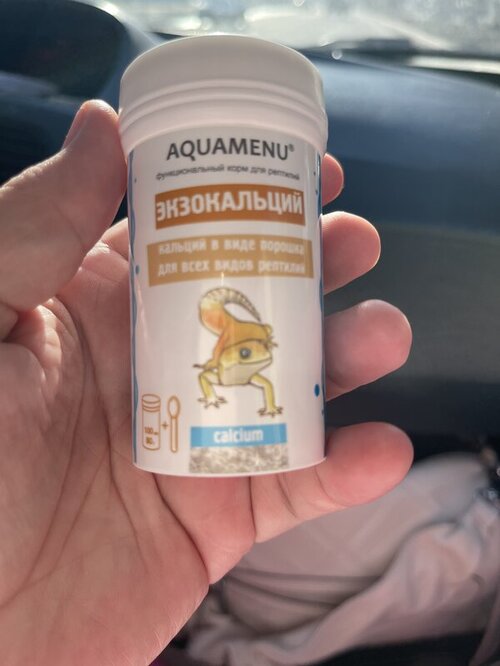 AQUAMENU®
функциональный корм для рептилий
ЭКЗОКАЛЬЦИЙ
кальций в виде порошка
для всех видов рептилий
calcium